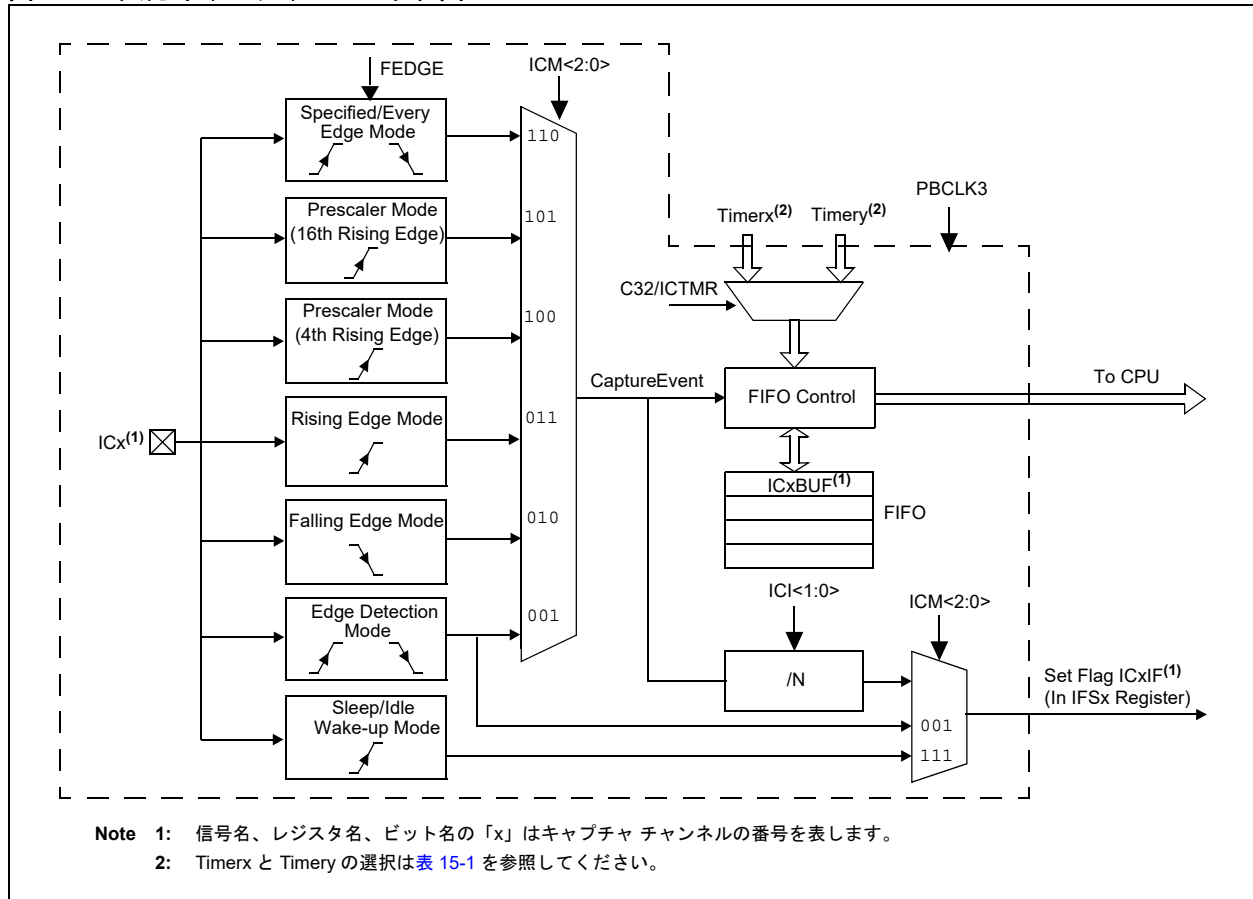 FEDGE
ICM<2:0>
Specified/Every
Edge Mode
110
PBCLK3
Prescaler Mode
(16th Rising Edge)
101
Timerx(2)
Timery(2)
C32/ICTMR
Prescaler Mode
(4th Rising Edge)
100
CaptureEvent
FIFO Control
To CPU
ICx(1)
Rising Edge Mode
011
ICxBUF(1)
FIFO
Falling Edge Mode
010
ICI<1:0>
ICM<2:0>
Edge Detection
Mode
001
/N
Set Flag ICxIF(1)
(In IFSx Register)
Sleep/Idle
Wake-up Mode
001
111
Note 1: 信号名、レジスタ名、ビット名の「x」はキャプチャ チャンネルの番号を表します。
2: Timerx と Timery の選択は表 15-1 を参照してください。